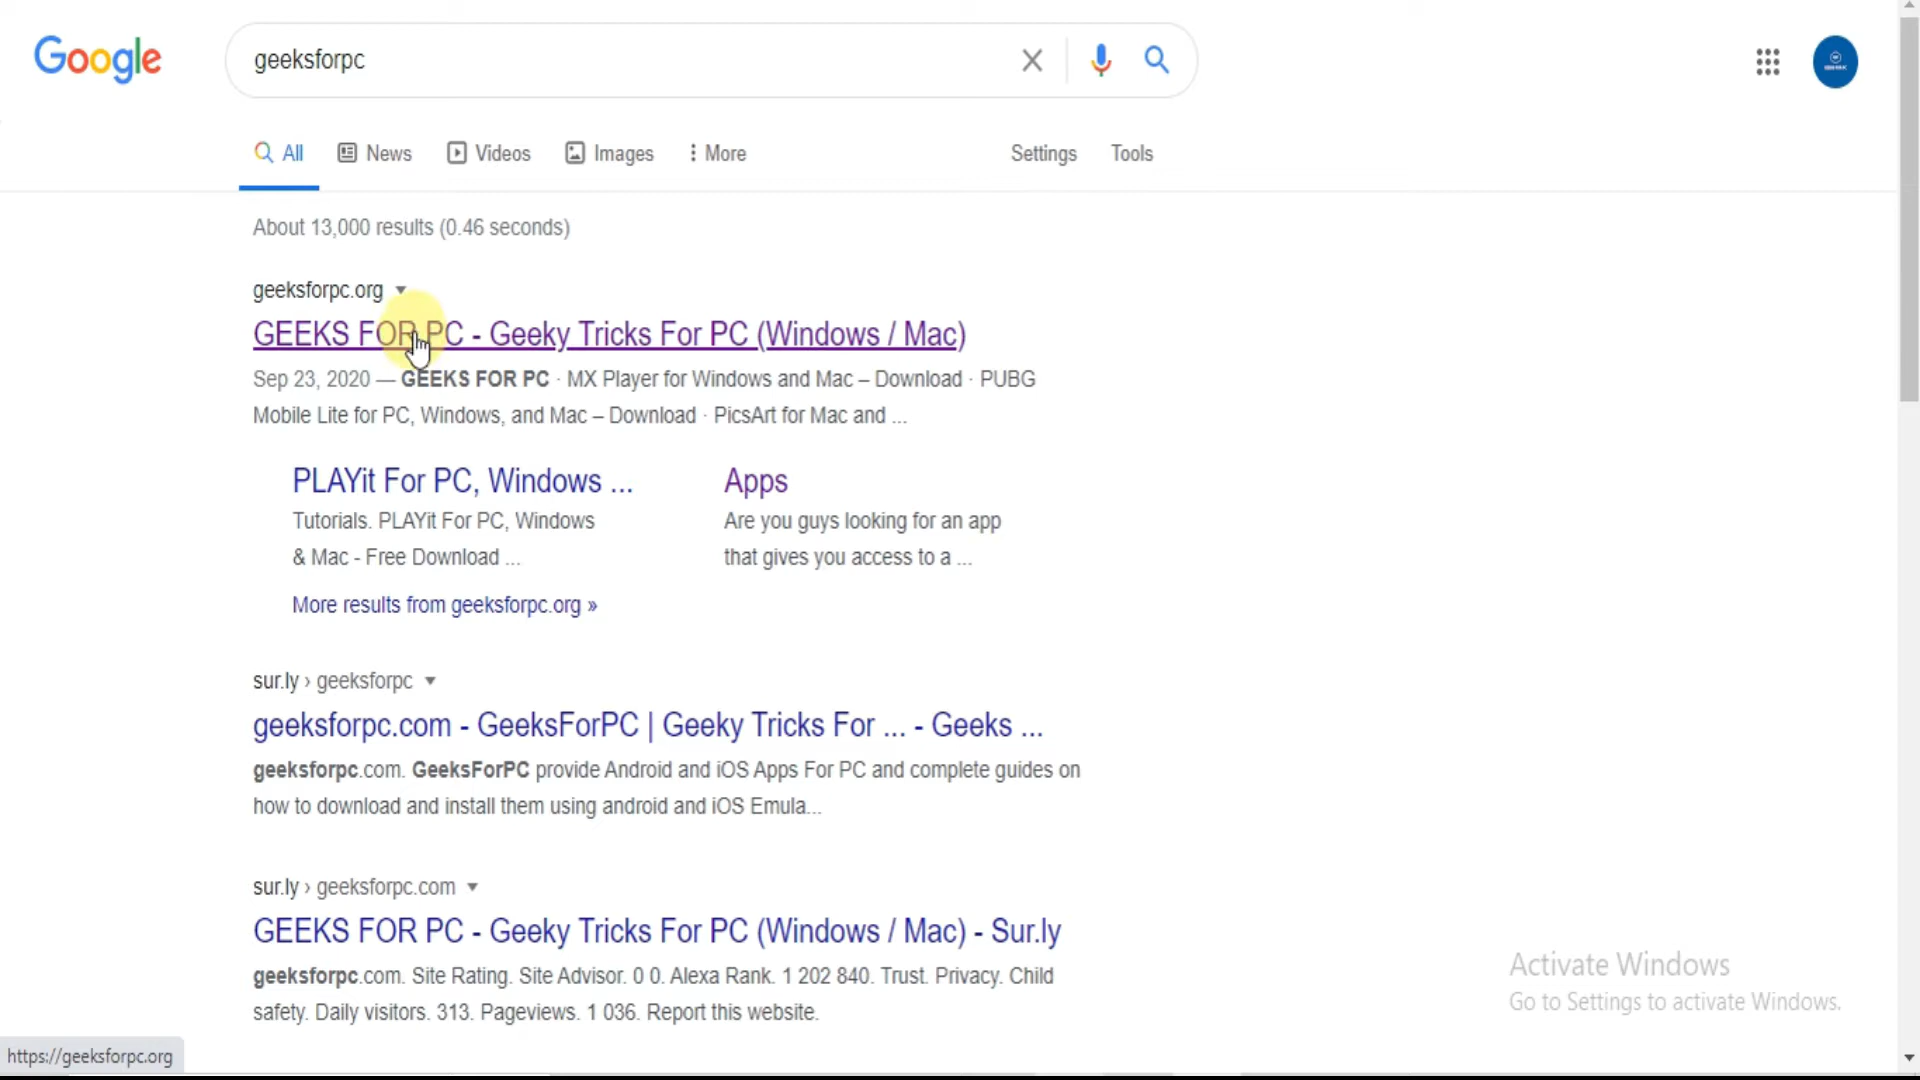 Google
geeksforpc
All News Videos Images More Settings Tools
About 13,000 results (0.46 seconds)
geeksforpc.org
GEEKS FOR PC - Geeky Tricks For PC (Windows / Mac)
Sep 23, 2020 — GEEKS FOR PC · MX Player for Windows and Mac – Download · PUBG
Mobile Lite for PC, Windows, and Mac – Download · PicsArt for Mac and ...
PLAYit For PC, Windows ...
Tutorials. PLAYit For PC, Windows
& Mac - Free Download ...
Apps
Are you guys looking for an app
that gives you access to a ...
More results from geeksforpc.org »
sur.ly › geeksforpc
geeksforpc.com - GeeksForPC | Geeky Tricks For ... - Geeks ...
geeksforpc.com. GeeksForPC provide Android and iOS Apps For PC and complete guides on
how to download and install them using android and iOS Emula...
sur.ly › geeksforpc.com
GEEKS FOR PC - Geeky Tricks For PC (Windows / Mac) - Sur.ly
geeksforpc.com. Site Rating. Site Advisor. 0 0. Alexa Rank. 1 202 840. Trust. Privacy. Child
safety. Daily visitors. 313. Pageviews. 1 036. Report this website.
Activate Windows
Go to Settings to activate Windows.
https://geeksforpc.org